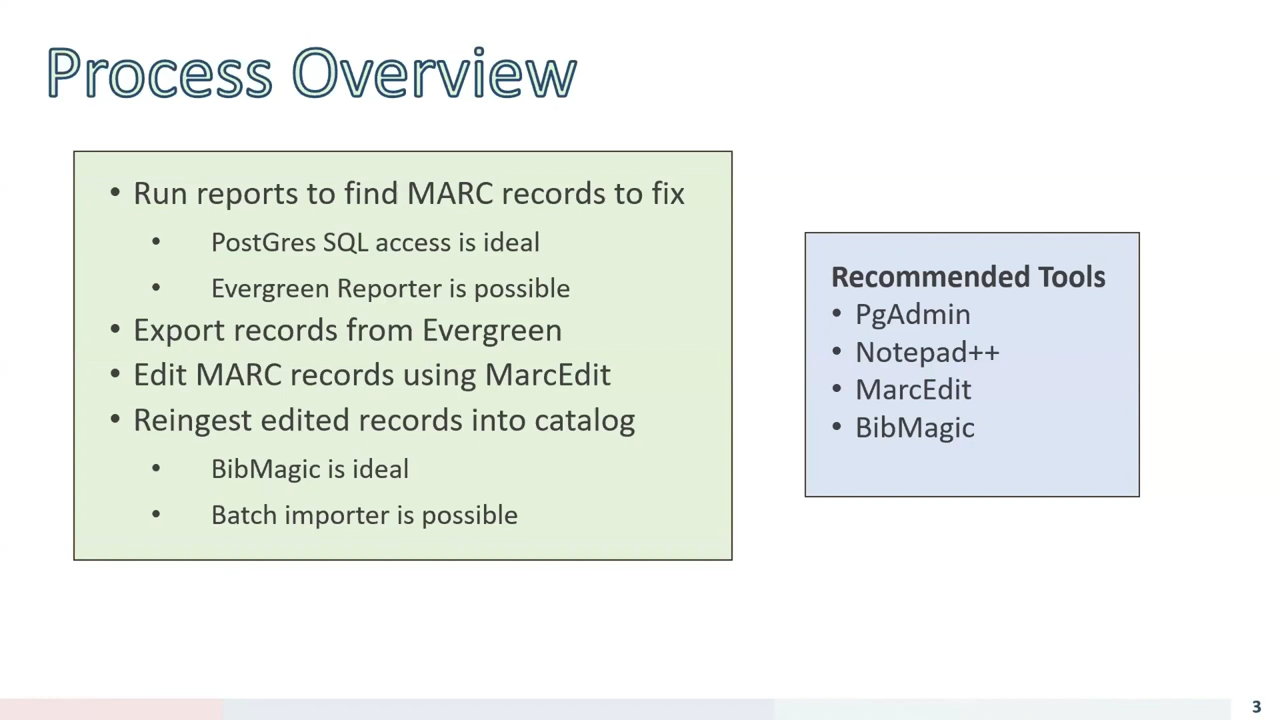 Process Overview
• Run reports to find MARC records to fix
• PostGres SQL access is ideal
• Evergreen Reporter is possible
• Export records from Evergreen
• Edit MARC records using MarcEdit
• Reingest edited records into catalog
• BibMagic is ideal
• Batch importer is possible
Recommended Tools
• PgAdmin
• Notepad++
• MarcEdit
• BibMagic
3